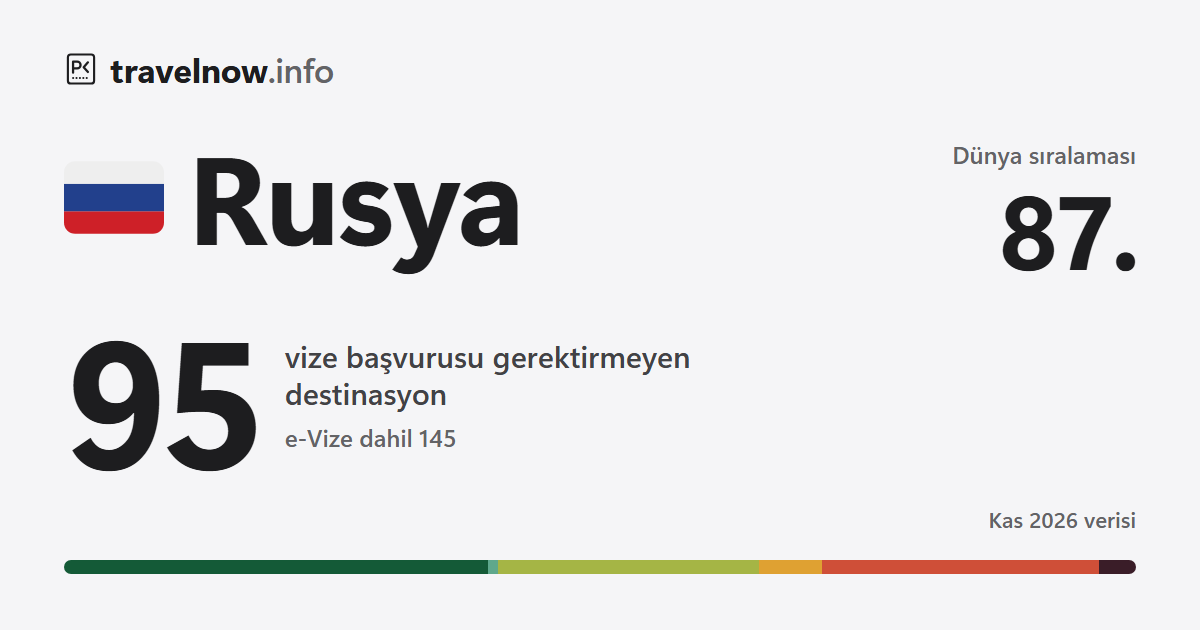 travelnow.info
Rusya
Dünya sıralaması
87.
95
vize başvurusu gerektirmeyen
destinasyon
e-Vize dahil 145
Kas 2026 verisi